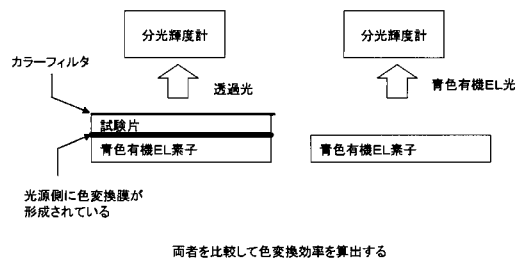 分光輝度計
分光輝度計
カラーフィルタ
透過光
青色有機EL光
試験片
青色有機EL素子
青色有機EL素子
光源側に色変換膜が
形成されている
両者を比較して色変換効率を算出する